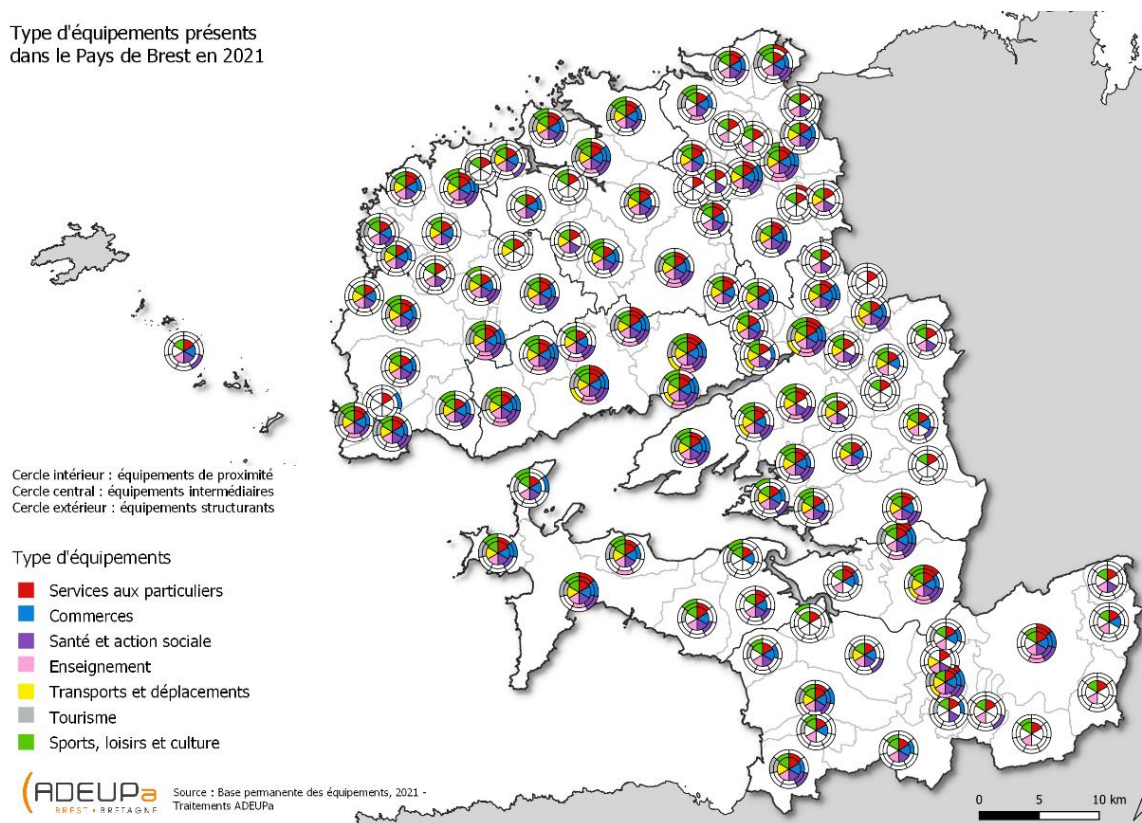 Type d'équipements présents
dans le Pays de Brest en 2021
Cercle intérieur : équipements de proximité
Cercle central : équipements intermédiaires
Cercle extérieur : équipements structurants
Type d'équipements
Services aux particuliers
Commerces
Santé et action sociale
Enseignement
Transports et déplacements
Tourisme
Sports, loisirs et culture
ADEUPa
BREST • BRETAGNE
Source : Base permanente des équipements, 2021 -
Traitements ADEUPa
0 5 10 km